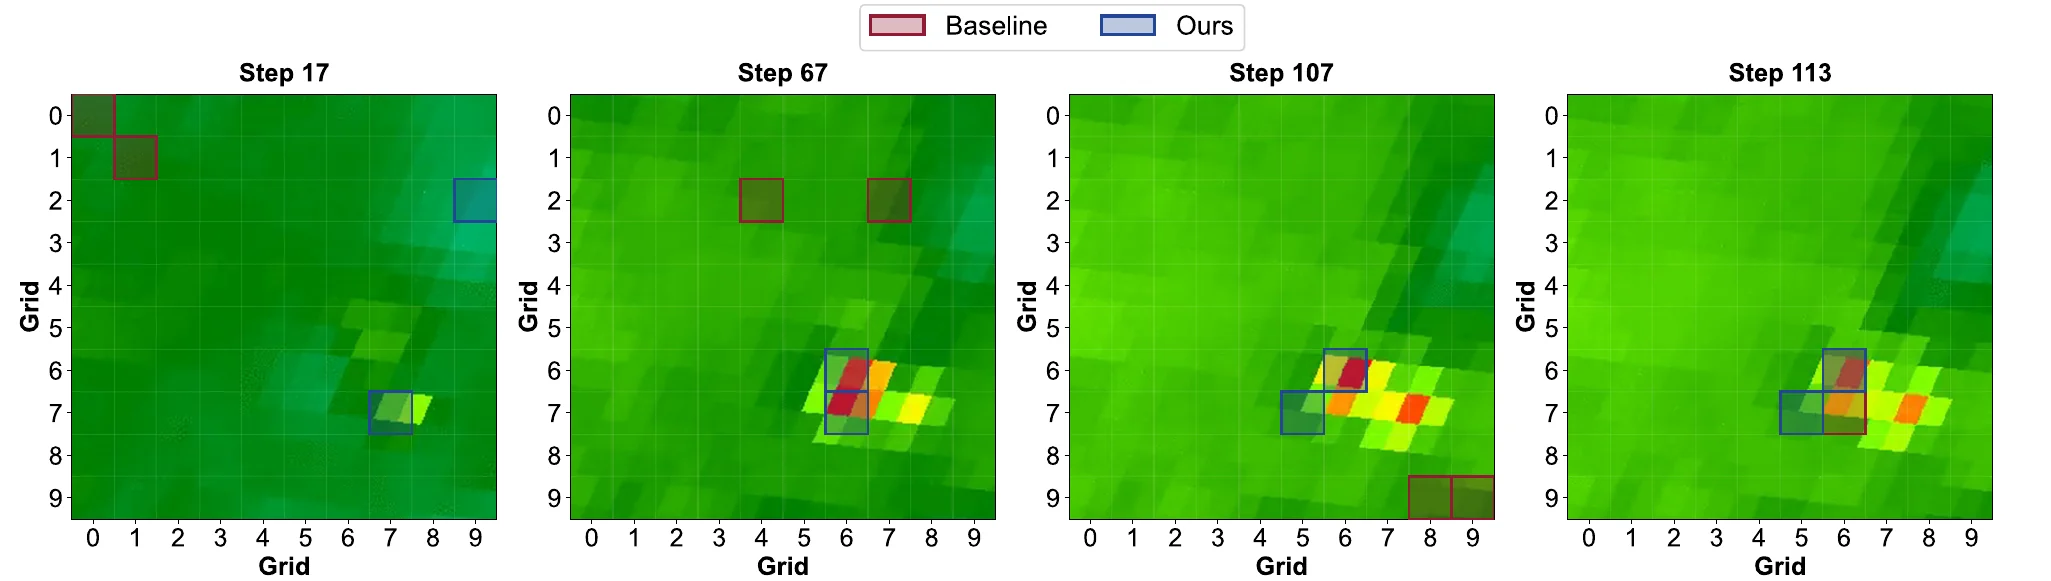 Baseline Ours
Step 17 Step 67 Step 107 Step 113
0 0 0 0
1 1 1 1
2 2 2 2
3 3 3 3
4 4 4 4
Grid Grid Grid Grid
5 5 5 5
6 6 6 6
7 7 7 7
8 8 8 8
9 9 9 9
0 1 2 3 4 5 6 7 8 9 0 1 2 3 4 5 6 7 8 9 0 1 2 3 4 5 6 7 8 9 0 1 2 3 4 5 6 7 8 9
Grid Grid Grid Grid